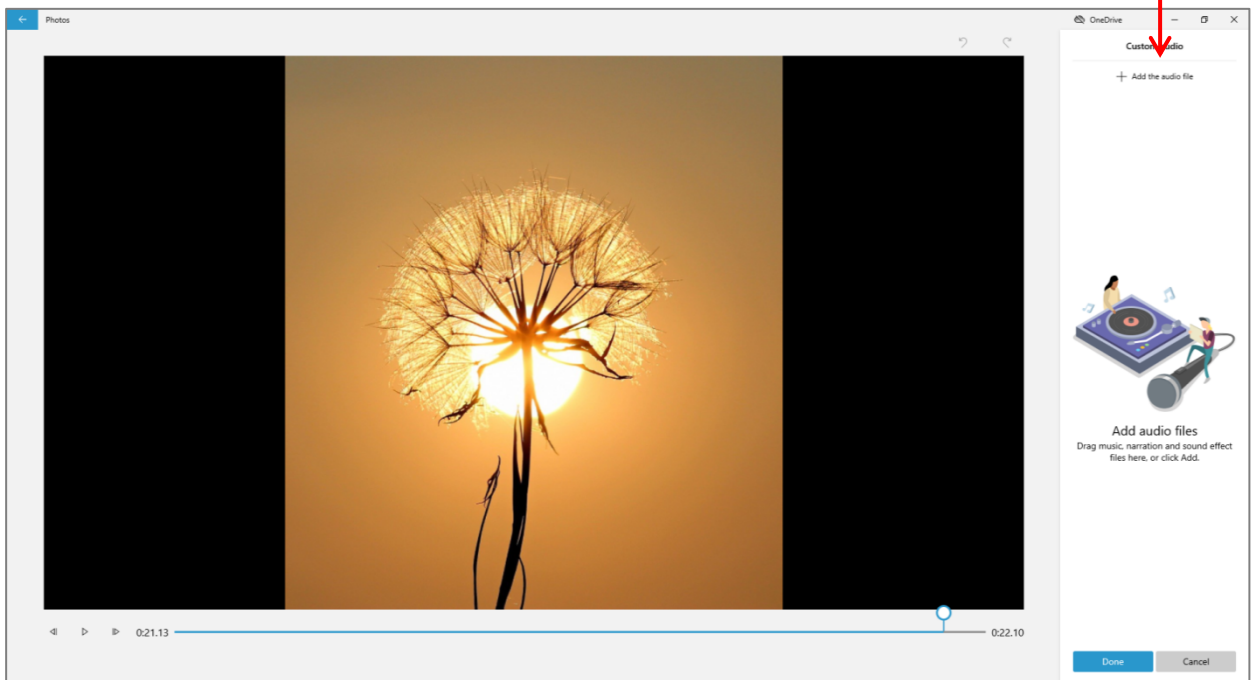 Photos
OneDrive
Custom audio
Add the audio file
Add audio files
Drag music, narration and sound effect
files here, or click Add.
0:21.13
0:22.10
Done
Cancel